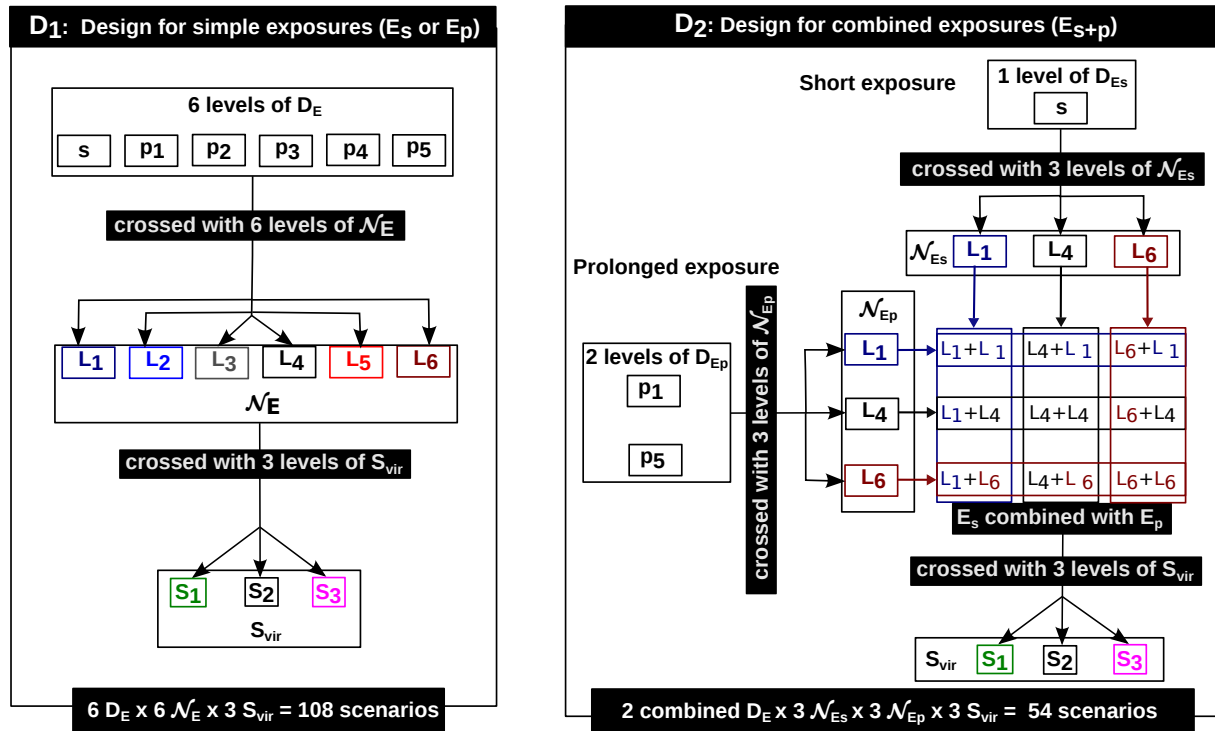 D1: Design for simple exposures (Es or Ep)
6 levels of DE
s p1 p2 p3 p4 p5
crossed with 6 levels of 𝒩E
L1 L2 L3 L4 L5 L6
𝒩E
crossed with 3 levels of Svir
S1 S2 S3
Svir
6 DE x 6 𝒩E x 3 Svir = 108 scenarios
D2: Design for combined exposures (Es+p)
Short exposure
1 level of DEs
s
crossed with 3 levels of 𝒩Es
𝒩Es L1 L4 L6
Prolonged exposure
2 levels of DEp
p1
p5
crossed with 3 levels of 𝒩Ep
𝒩Ep
L1
L4
L6
L1+L1 L4+L1 L6+L1
L1+L4 L4+L4 L6+L4
L1+L6 L4+L6 L6+L6
Es combined with Ep
crossed with 3 levels of Svir
Svir S1 S2 S3
2 combined DE x 3 𝒩Es x 3 𝒩Ep x 3 Svir = 54 scenarios